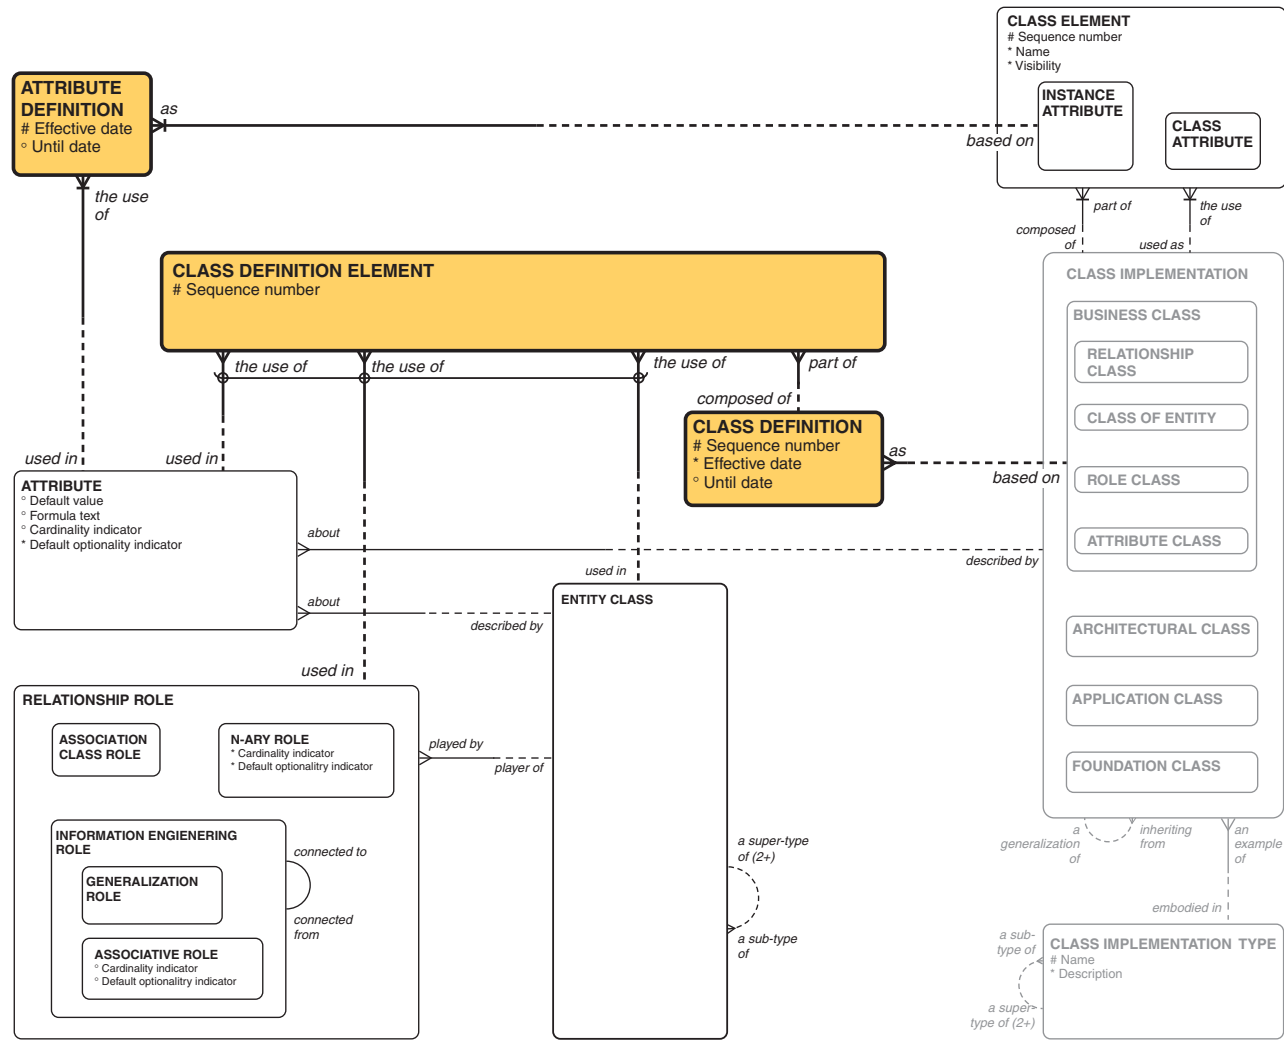 CLASS ELEMENT
# Sequence number
* Name
* Visibility
INSTANCE
ATTRIBUTE
CLASS
ATTRIBUTE
ATTRIBUTE
DEFINITION
# Effective date
° Until date
as
based on
the use
of
part of
the use
of
composed
of
used as
CLASS DEFINITION ELEMENT
# Sequence number
the use of
the use of
the use of
part of
composed of
CLASS DEFINITION
# Sequence number
* Effective date
° Until date
as
based on
CLASS IMPLEMENTATION
BUSINESS CLASS
RELATIONSHIP
CLASS
CLASS OF ENTITY
ROLE CLASS
ATTRIBUTE CLASS
ARCHITECTURAL CLASS
APPLICATION CLASS
FOUNDATION CLASS
used in
used in
ATTRIBUTE
° Default value
° Formula text
° Cardinality indicator
* Default optionality indicator
about
described by
about
described by
used in
ENTITY CLASS
used in
RELATIONSHIP ROLE
ASSOCIATION
CLASS ROLE
N-ARY ROLE
* Cardinality indicator
* Default optionalitry indicator
played by
player of
INFORMATION ENGIENERING
ROLE
GENERALIZATION
ROLE
ASSOCIATIVE ROLE
° Cardinality indicator
° Default optionalitry indicator
connected to
connected
from
a super-type
of (2+)
a sub-type
of
a
generalization
of
inheriting
from
an
example
of
embodied in
a sub-
type of
a super-
type of (2+)
CLASS IMPLEMENTATION TYPE
# Name
* Description